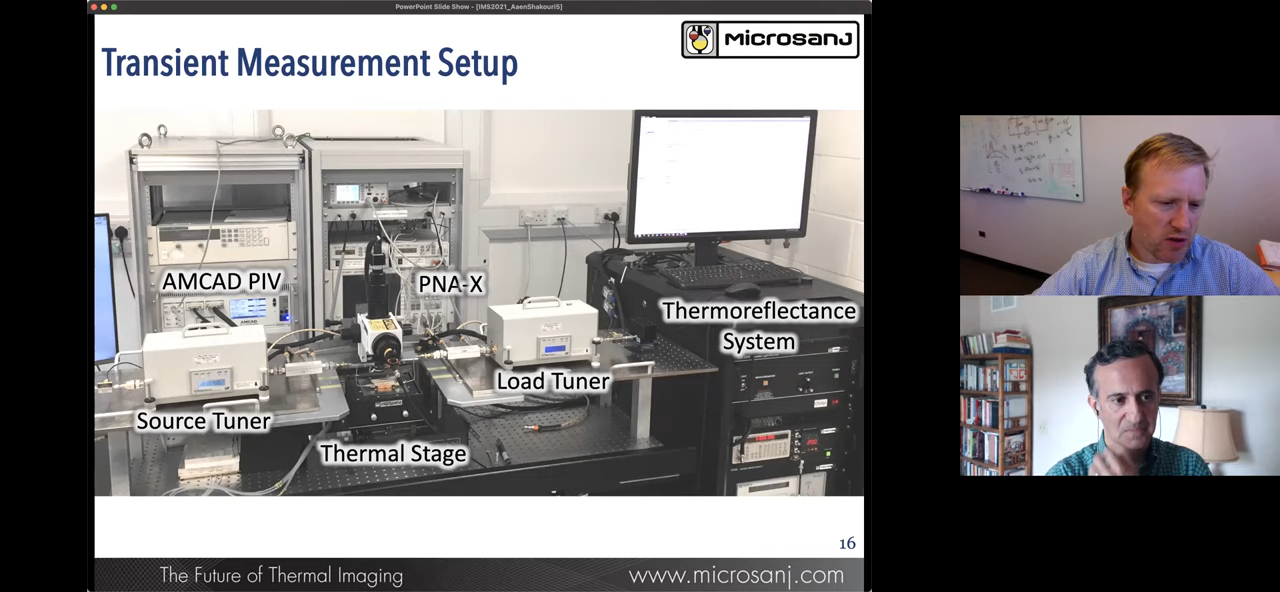 PowerPoint Slide Show - [IMS2021_AaenShakouri5]
Transient Measurement Setup
MICROSANJ
AMCAD PIV
PNA-X
Thermoreflectance
System
Load Tuner
Source Tuner
Thermal Stage
16
The Future of Thermal Imaging
www.microsanj.com